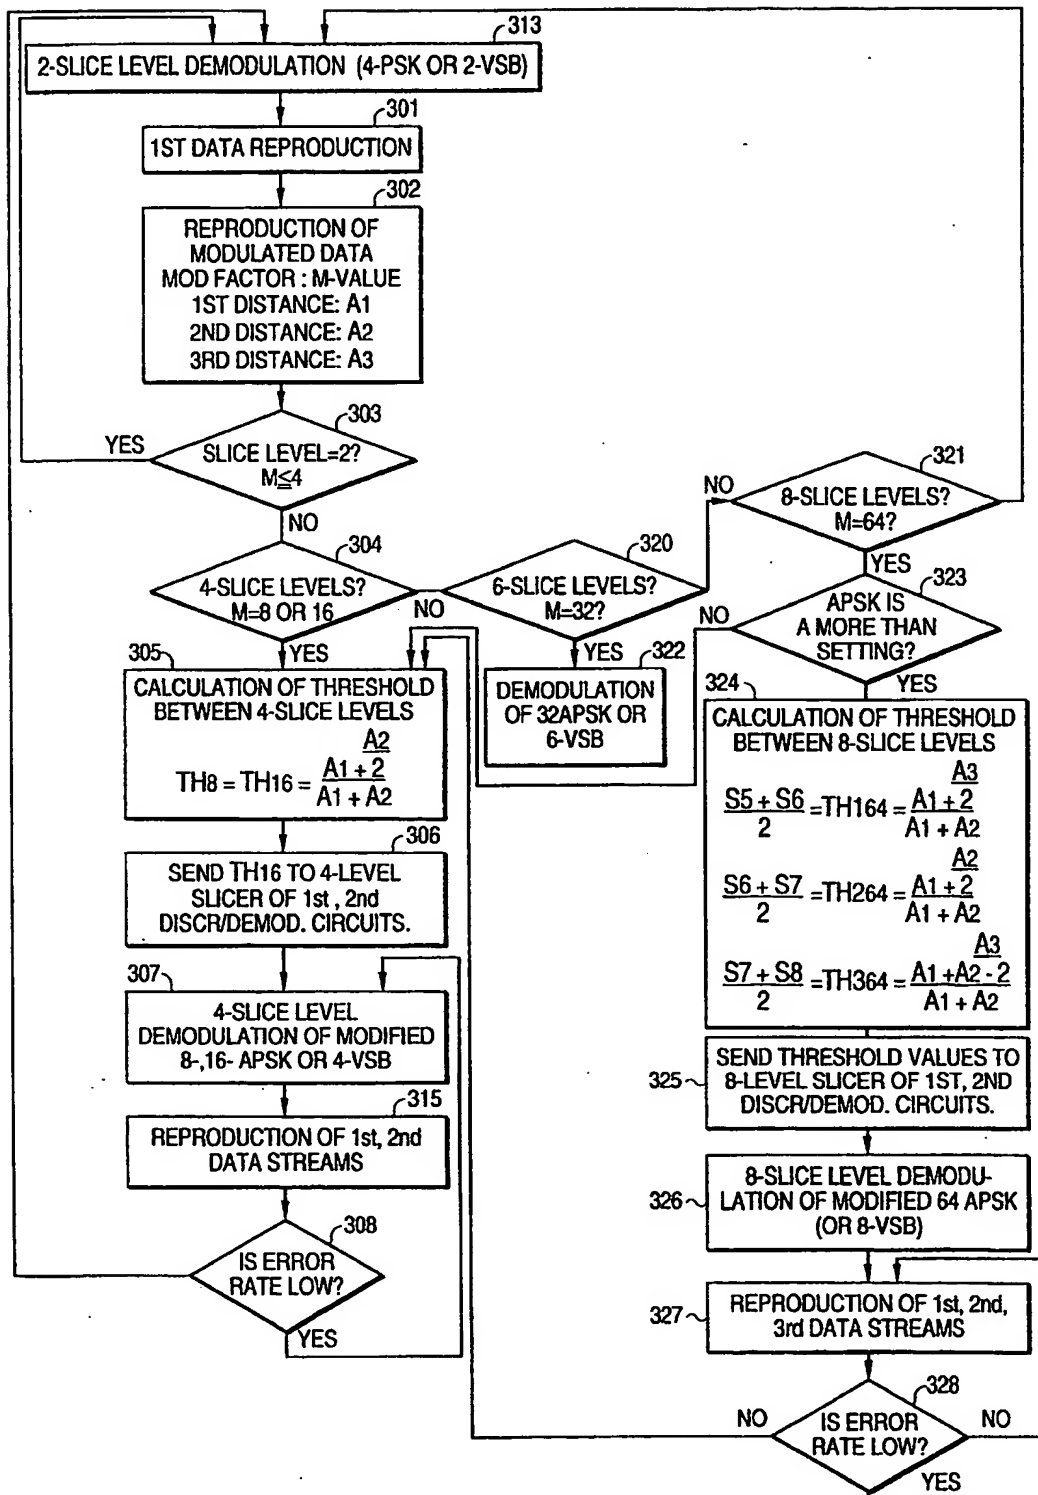 313
2-SLICE LEVEL DEMODULATION (4-PSK OR 2-VSB)
301
1ST DATA REPRODUCTION
302
REPRODUCTION OF
MODULATED DATA
MOD FACTOR : M-VALUE
1ST DISTANCE: A1
2ND DISTANCE: A2
3RD DISTANCE: A3
303
YES
SLICE LEVEL=2?
M≤4
NO
304
4-SLICE LEVELS?
M=8 OR 16
NO
YES
320
6-SLICE LEVELS?
M=32?
NO
YES
322
DEMODULATION
OF 32APSK OR
6-VSB
321
8-SLICE LEVELS?
M=64?
YES
323
NO
APSK IS
A MORE THAN
SETTING?
YES
305
CALCULATION OF THRESHOLD
BETWEEN 4-SLICE LEVELS
A2
TH8 = TH16 = A1 + 2
A1 + A2
306
SEND TH16 TO 4-LEVEL
SLICER OF 1st , 2nd
DISCR/DEMOD. CIRCUITS.
307
4-SLICE LEVEL
DEMODULATION OF MODIFIED
8-,16- APSK OR 4-VSB
315
REPRODUCTION OF 1st, 2nd
DATA STREAMS
308
IS ERROR
RATE LOW?
YES
324
CALCULATION OF THRESHOLD
BETWEEN 8-SLICE LEVELS
A3
S5 + S6 =TH164= A1 + 2
2 A1 + A2
A2
S6 + S7 =TH264= A1 + 2
2 A1 + A2
A3
S7 + S8 =TH364= A1 +A2 - 2
2 A1 + A2
325
SEND THRESHOLD VALUES TO
8-LEVEL SLICER OF 1ST, 2ND
DISCR/DEMOD. CIRCUITS.
326
8-SLICE LEVEL DEMODU-
LATION OF MODIFIED 64 APSK
(OR 8-VSB)
327
REPRODUCTION OF 1st, 2nd,
3rd DATA STREAMS
328
NO
IS ERROR
RATE LOW?
NO
YES